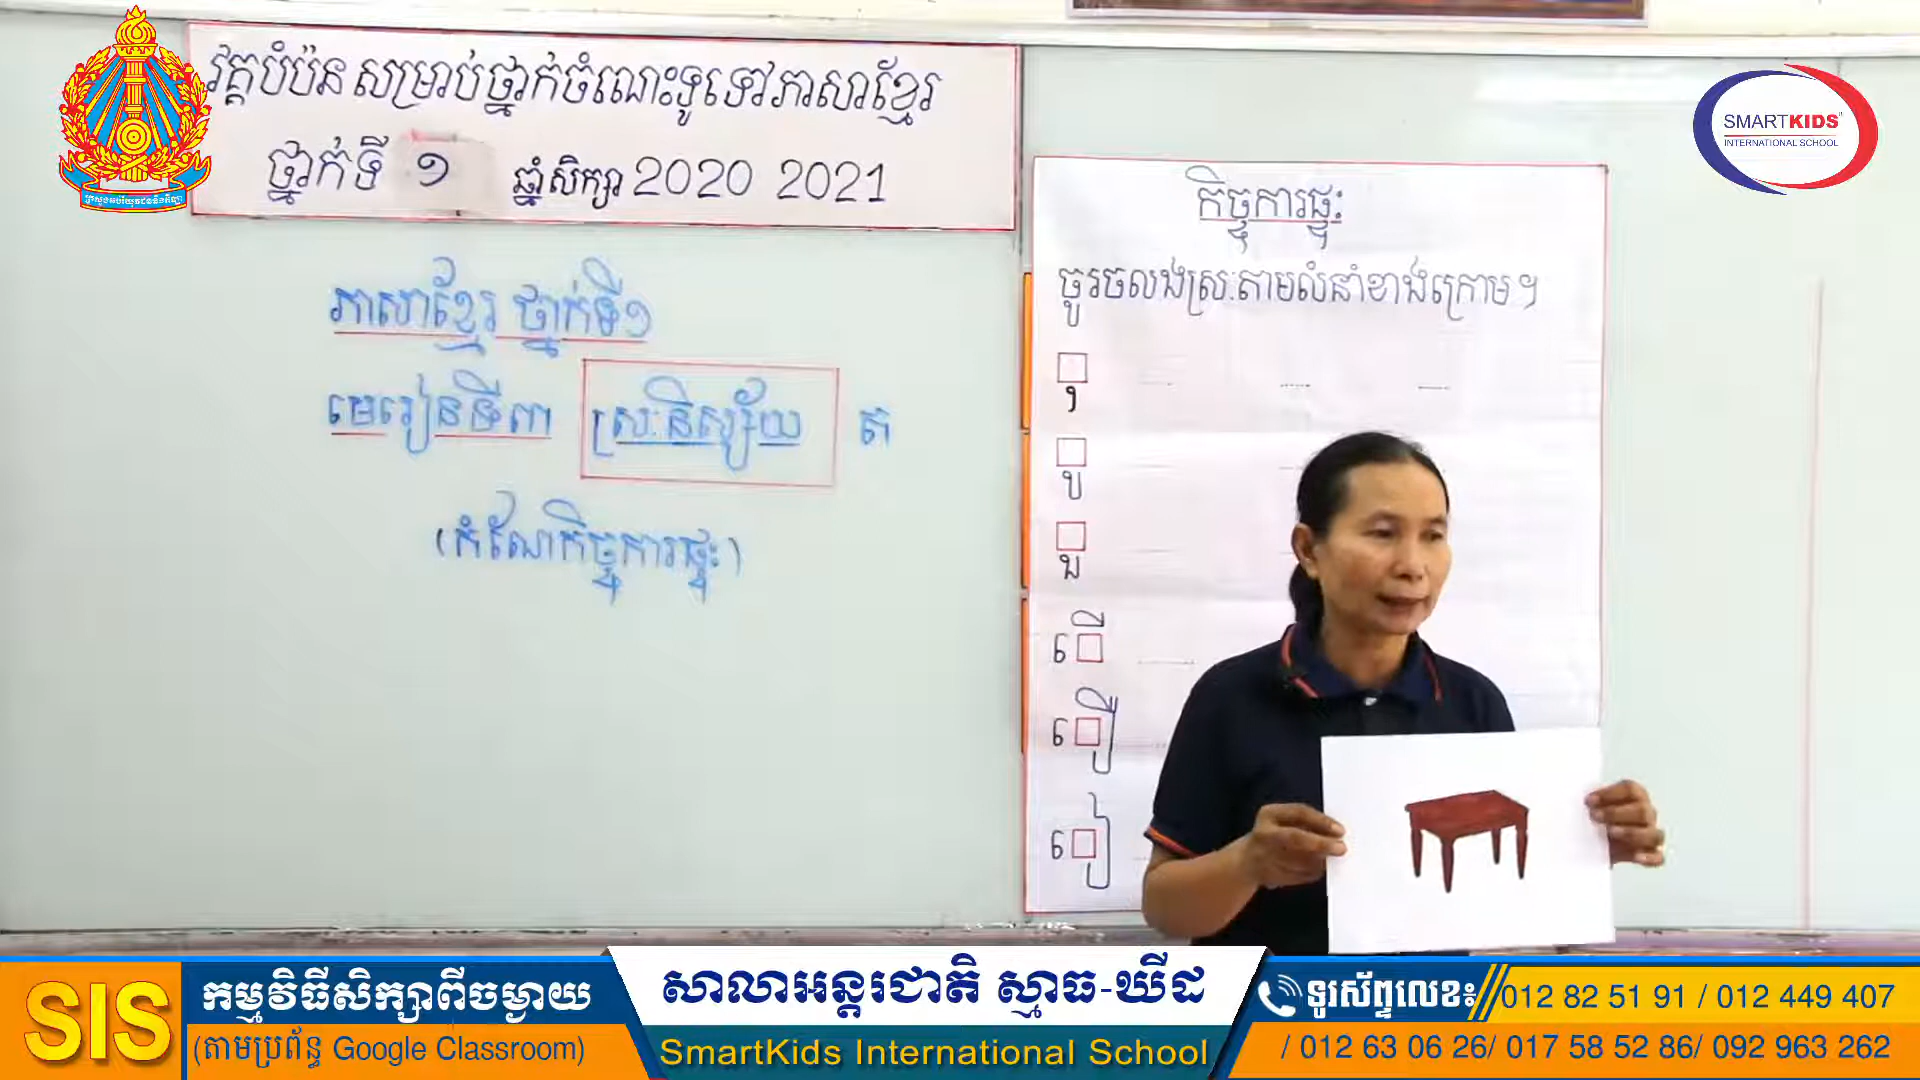 វគ្គបំប៉នសម្រាប់ថ្នាក់ចំណេះទូទៅភាសាខ្មែរ
ថ្នាក់ទី ១ ឆ្នាំសិក្សា 2020 2021
ភាសាខ្មែរ ថ្នាក់ទី១
មេរៀនទី៣ ស្រៈនិស្ស័យ ត
(កំណែកិច្ចការផ្ទះ)
SMARTKIDS
INTERNATIONAL SCHOOL
កិច្ចការផ្ទះ
ចូរចលងស្រៈតាមលំនាំខាងក្រោម។
ុ
ូ
ួ
ើ
ឿ
ៀ
SIS
កម្មវិធីសិក្សាពីចម្ងាយ
(តាមប្រព័ន្ធ Google Classroom)
សាលាអន្តរជាតិ ស្មាធ-ឃីដ
SmartKids International School
ទូរស័ព្ទលេខៈ 012 82 51 91 / 012 449 407
/ 012 63 06 26/ 017 58 52 86/ 092 963 262